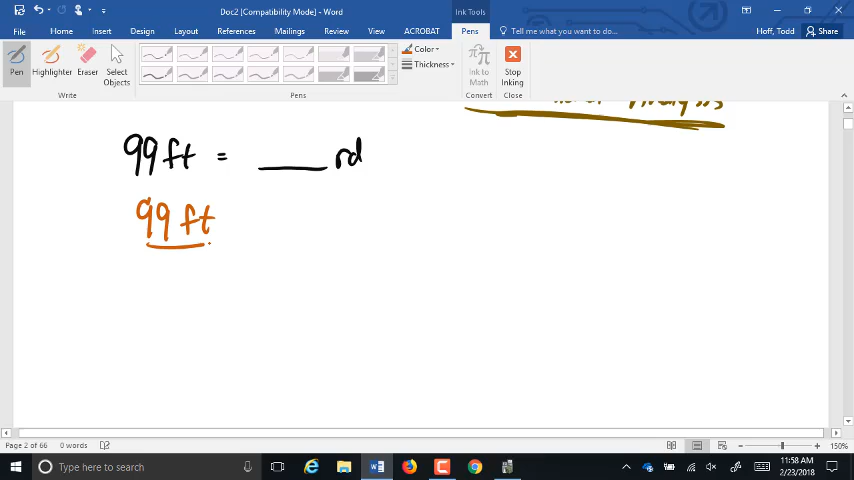 Doc2 [Compatibility Mode] - Word
Ink Tools
Hoff, Todd
File Home Insert Design Layout References Mailings Review View ACROBAT Pens Tell me what you want to do... Share
Pen Highlighter Eraser Select Objects
Color
Thickness
Ink to Math
Stop Inking
Write Pens Convert Close
Analysis
99 ft = ____ rd
99 ft
Page 2 of 66 0 words 150%
Type here to search
11:58 AM
2/23/2018